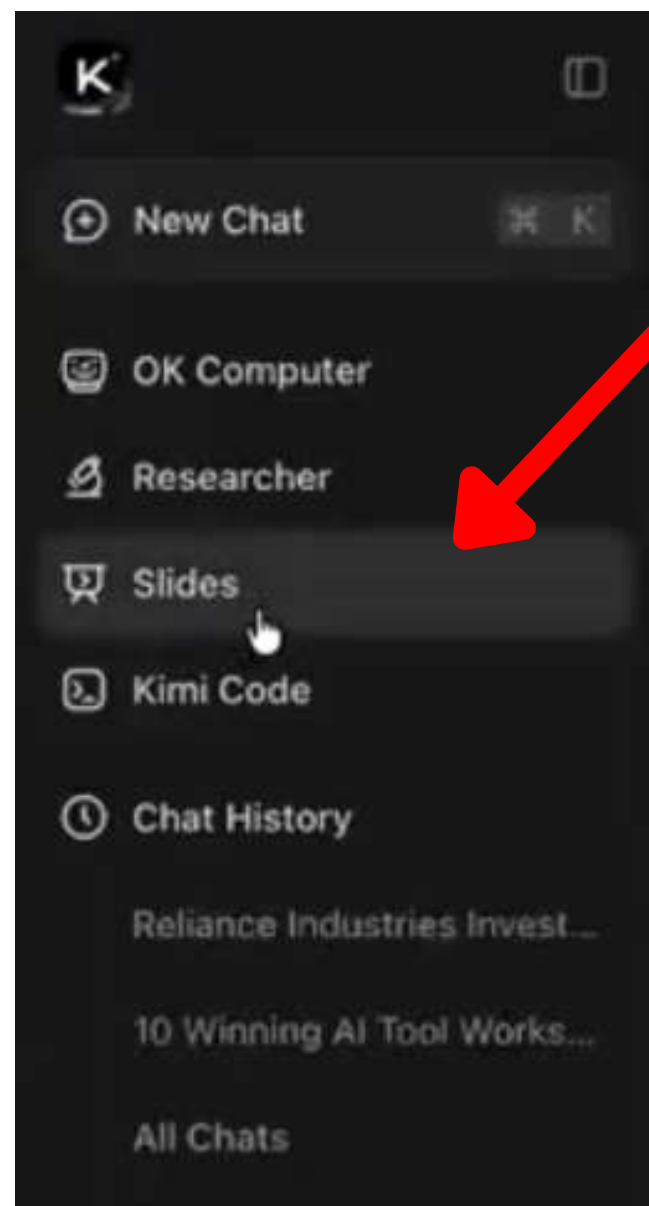 K
New Chat ⌘ K
OK Computer
Researcher
Slides
Kimi Code
Chat History
Reliance Industries Invest...
10 Winning AI Tool Works...
All Chats